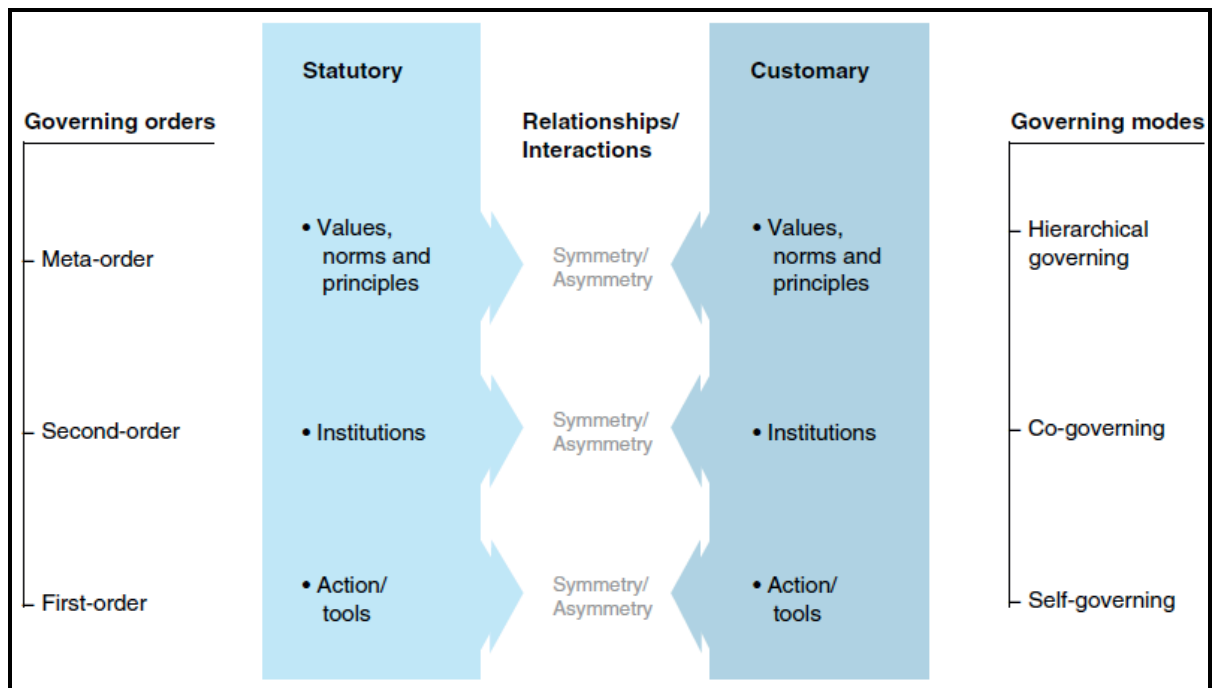 Statutory
Customary
Governing orders
Relationships/
Interactions
Governing modes
Meta-order
• Values,
norms and
principles
Symmetry/
Asymmetry
• Values,
norms and
principles
Hierarchical
governing
Second-order
• Institutions
Symmetry/
Asymmetry
• Institutions
Co-governing
First-order
• Action/
tools
Symmetry/
Asymmetry
• Action/
tools
Self-governing